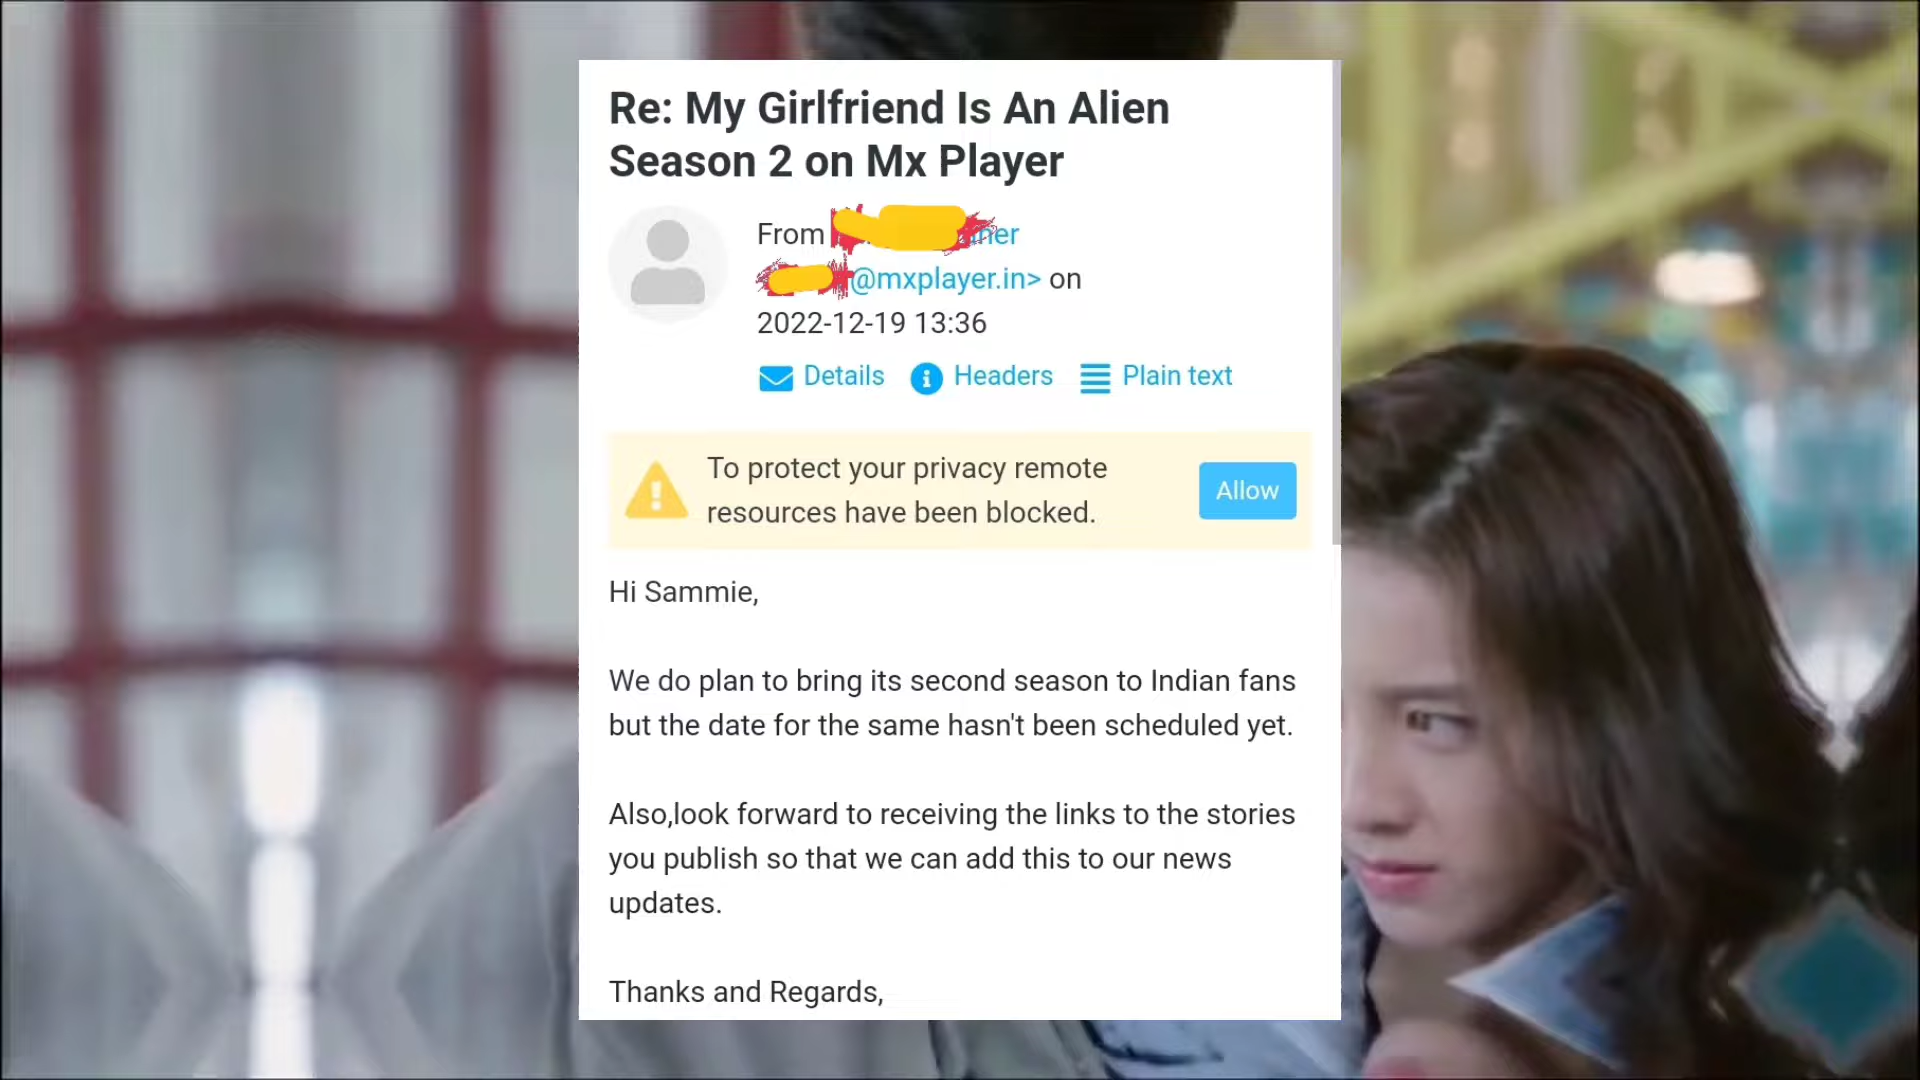 Re: My Girlfriend Is An Alien
Season 2 on Mx Player
From
@mxplayer.in> on
2022-12-19 13:36
Details Headers Plain text
To protect your privacy remote
resources have been blocked.
Allow
Hi Sammie,
We do plan to bring its second season to Indian fans
but the date for the same hasn't been scheduled yet.
Also,look forward to receiving the links to the stories
you publish so that we can add this to our news
updates.
Thanks and Regards,